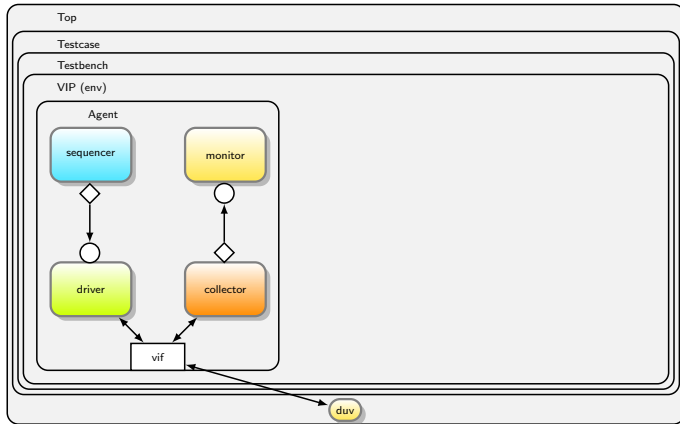 Top
Testcase
Testbench
VIP (env)
Agent
sequencer
monitor
driver
collector
vif
duv